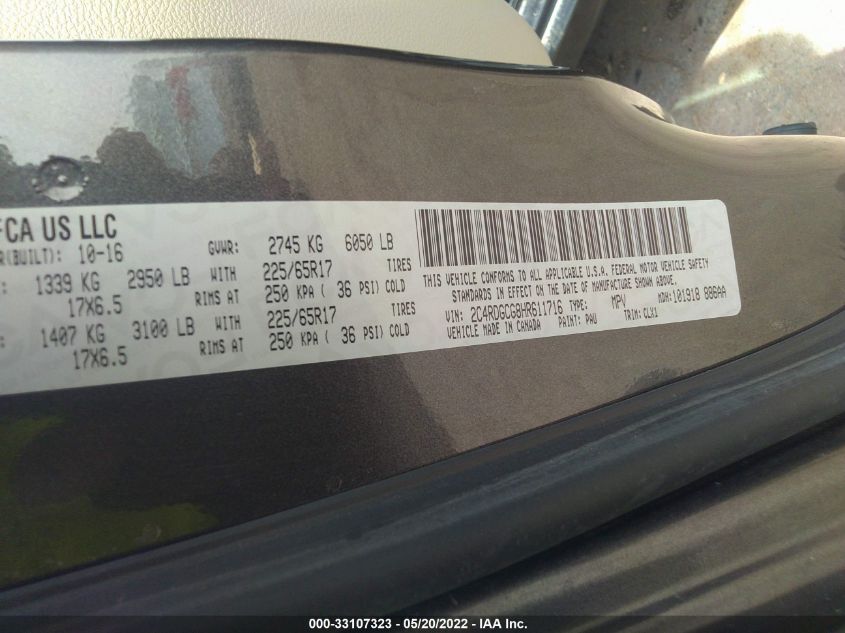 FCA US LLC
R(BUILT): 10-16 GVWR: 2745 KG 6050 LB
: 1339 KG 2950 LB WITH 225/65R17 TIRES
17X6.5 RIMS AT 250 KPA ( 36 PSI) COLD
: 1407 KG 3100 LB WITH 225/65R17 TIRES
17X6.5 RIMS AT 250 KPA ( 36 PSI) COLD
THIS VEHICLE CONFORMS TO ALL APPLICABLE U.S.A. FEDERAL MOTOR VEHICLE SAFETY
STANDARDS IN EFFECT ON THE DATE OF MANUFACTURE SHOWN ABOVE.
VIN: 2C4RDGCG8HR611716 TYPE: MPV MDH: 101918 886AA
VEHICLE MADE IN CANADA PAINT: PAU TRIM: CLX1
000-33107323 - 05/20/2022 - IAA Inc.